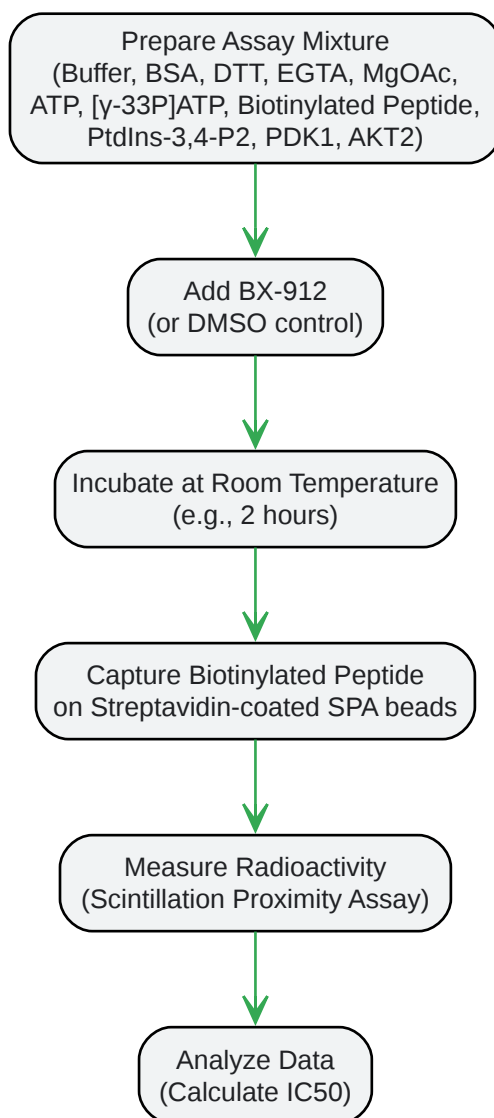 Prepare Assay Mixture
(Buffer, BSA, DTT, EGTA, MgOAc,
ATP, [γ-33P]ATP, Biotinylated Peptide,
PtdIns-3,4-P2, PDK1, AKT2)
Add BX-912
(or DMSO control)
Incubate at Room Temperature
(e.g., 2 hours)
Capture Biotinylated Peptide
on Streptavidin-coated SPA beads
Measure Radioactivity
(Scintillation Proximity Assay)
Analyze Data
(Calculate IC50)